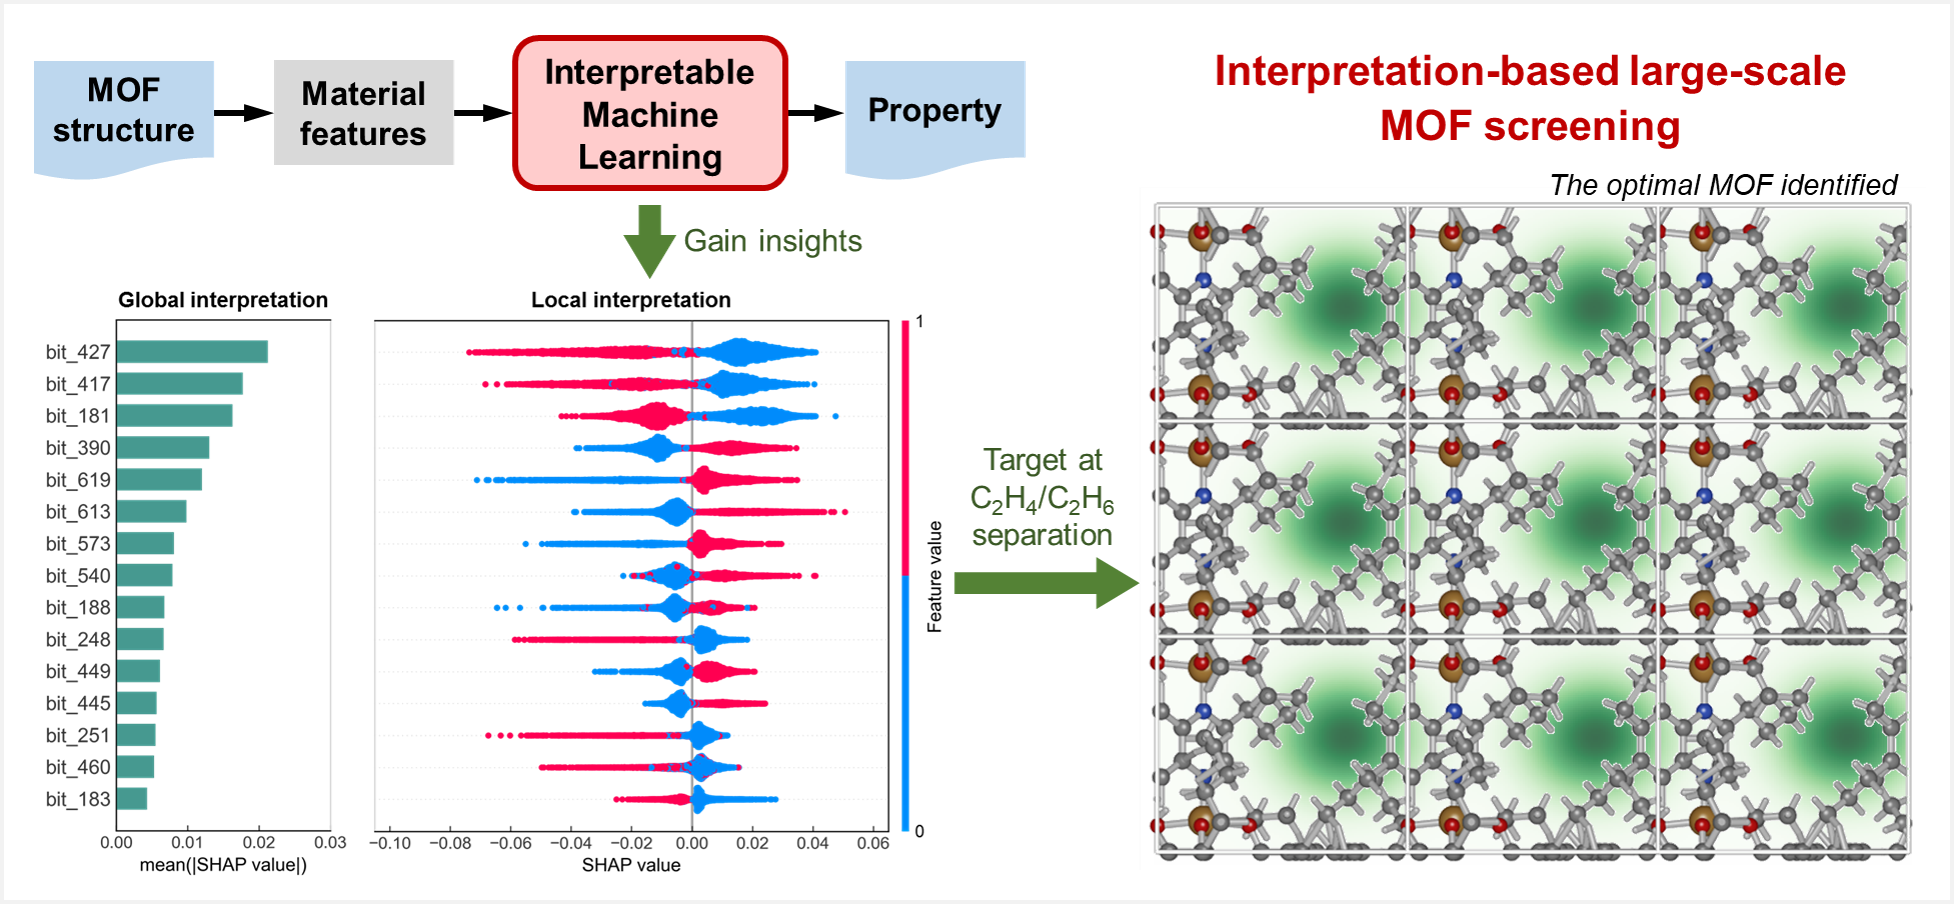 MOF
structure
Material
features
Interpretable
Machine
Learning
Property
Gain insights
Global interpretation
bit_427
bit_417
bit_181
bit_390
bit_619
bit_613
bit_573
bit_540
bit_188
bit_248
bit_449
bit_445
bit_251
bit_460
bit_183
0.00 0.01 0.02 0.03
mean(|SHAP value|)
Local interpretation
−0.10 −0.08 −0.06 −0.04 −0.02 0.00 0.02 0.04 0.06
SHAP value
1
Feature value
0
Target at
C₂H₄/C₂H₆
separation
Interpretation-based large-scale
MOF screening
The optimal MOF identified